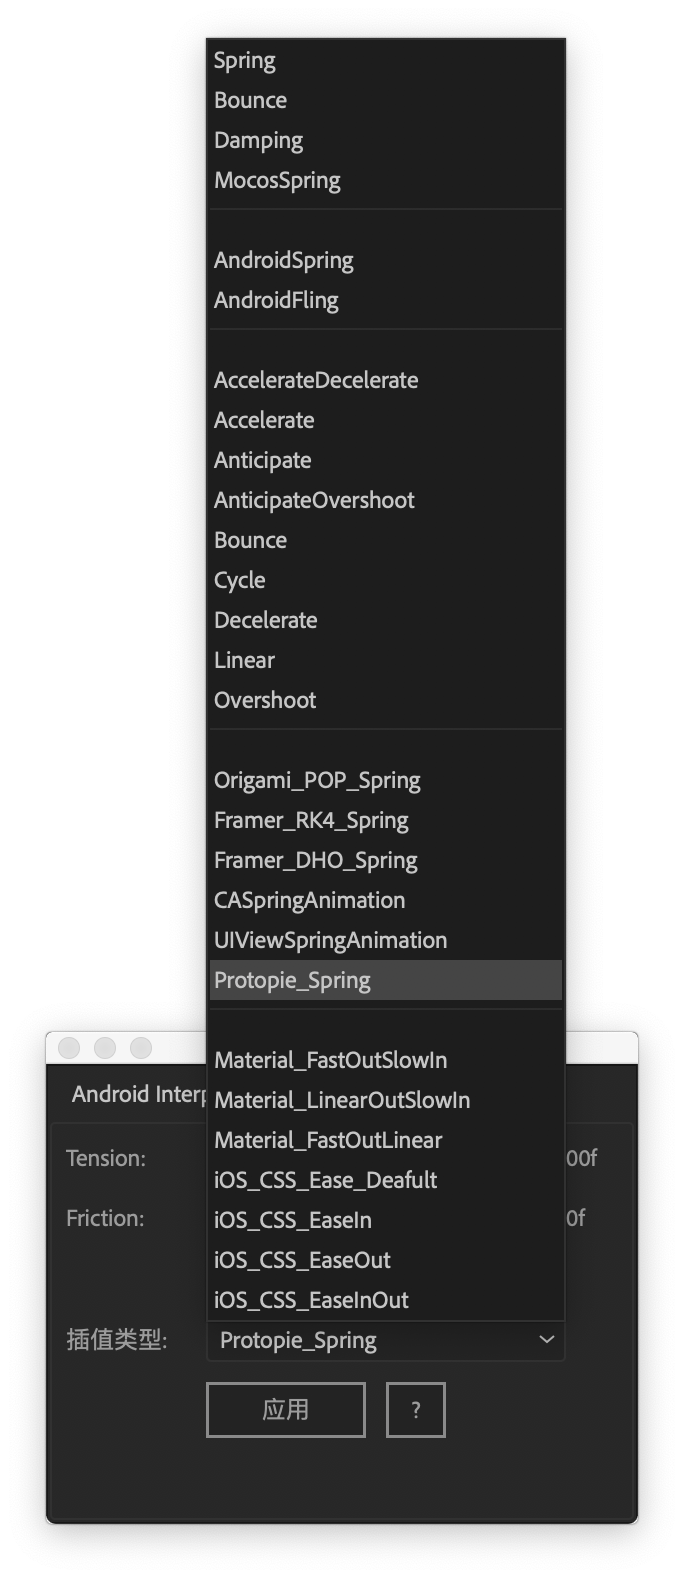 Spring
Bounce
Damping
MocosSpring
AndroidSpring
AndroidFling
AccelerateDecelerate
Accelerate
Anticipate
AnticipateOvershoot
Bounce
Cycle
Decelerate
Linear
Overshoot
Origami_POP_Spring
Framer_RK4_Spring
Framer_DHO_Spring
CASpringAnimation
UIViewSpringAnimation
Protopie_Spring
Material_FastOutSlowIn
Android Interp
Material_LinearOutSlowIn
Material_FastOutLinear
Tension: 00f
iOS_CSS_Ease_Deafult
iOS_CSS_EaseIn
Friction: 0f
iOS_CSS_EaseOut
iOS_CSS_EaseInOut
插值类型: Protopie_Spring
应用 ?